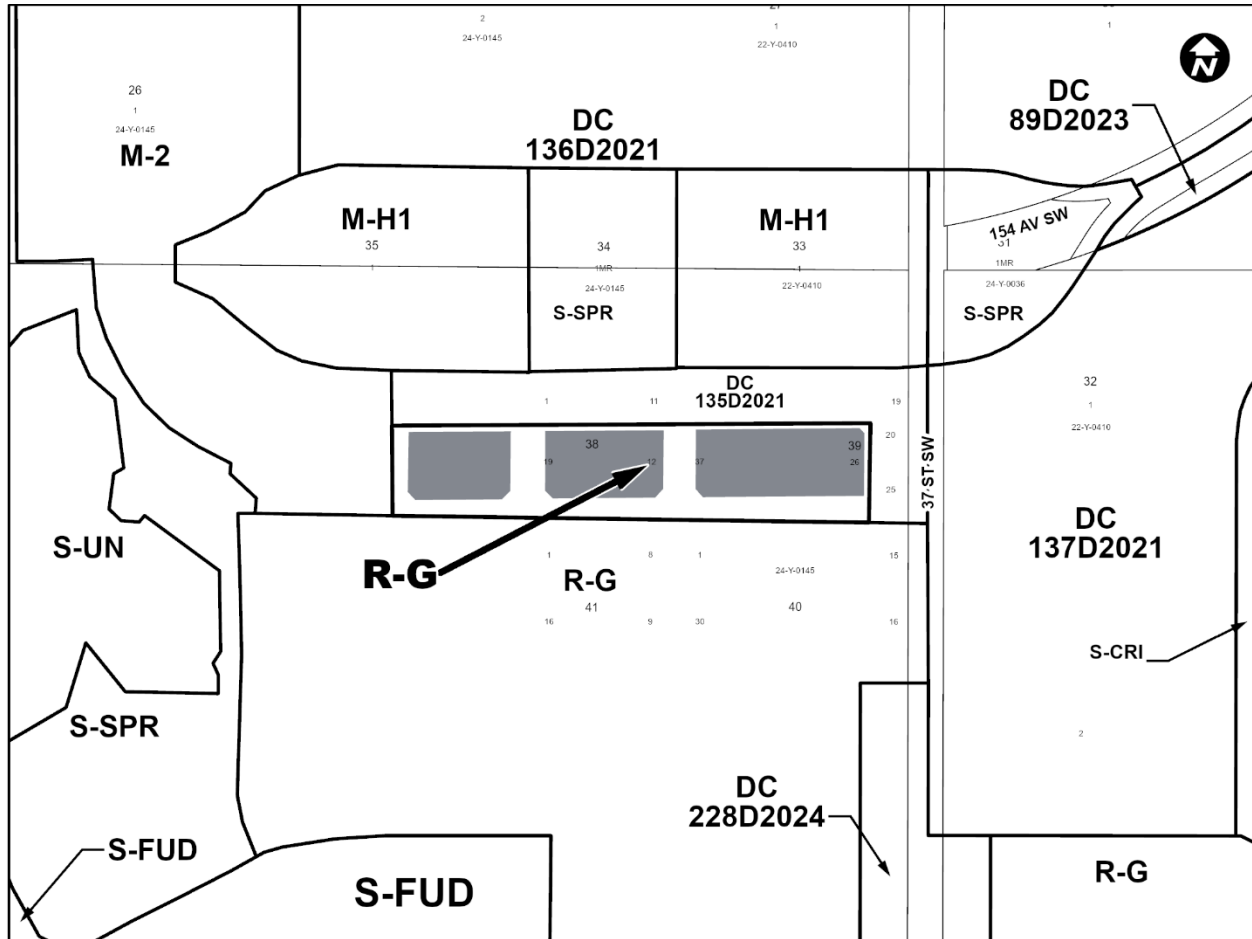 2
1
24-Y-0145
1
22-Y-0410
1
N
26
1
24-Y-0145
M-2
DC
136D2021
DC
89D2023
M-H1
35
1
34
1MR
24-Y-0145
S-SPR
M-H1
33
1
22-Y-0410
154 AV SW
31
1MR
24-Y-0036
S-SPR
DC
135D2021
1
11
19
32
1
22-Y-0410
38
39
20
19
12
37
26
25
37 ST SW
S-UN
R-G
R-G
1
8
1
15
24-Y-0145
41
40
16
9
30
16
DC
137D2021
S-CRI
2
S-SPR
DC
228D2024
S-FUD
S-FUD
R-G